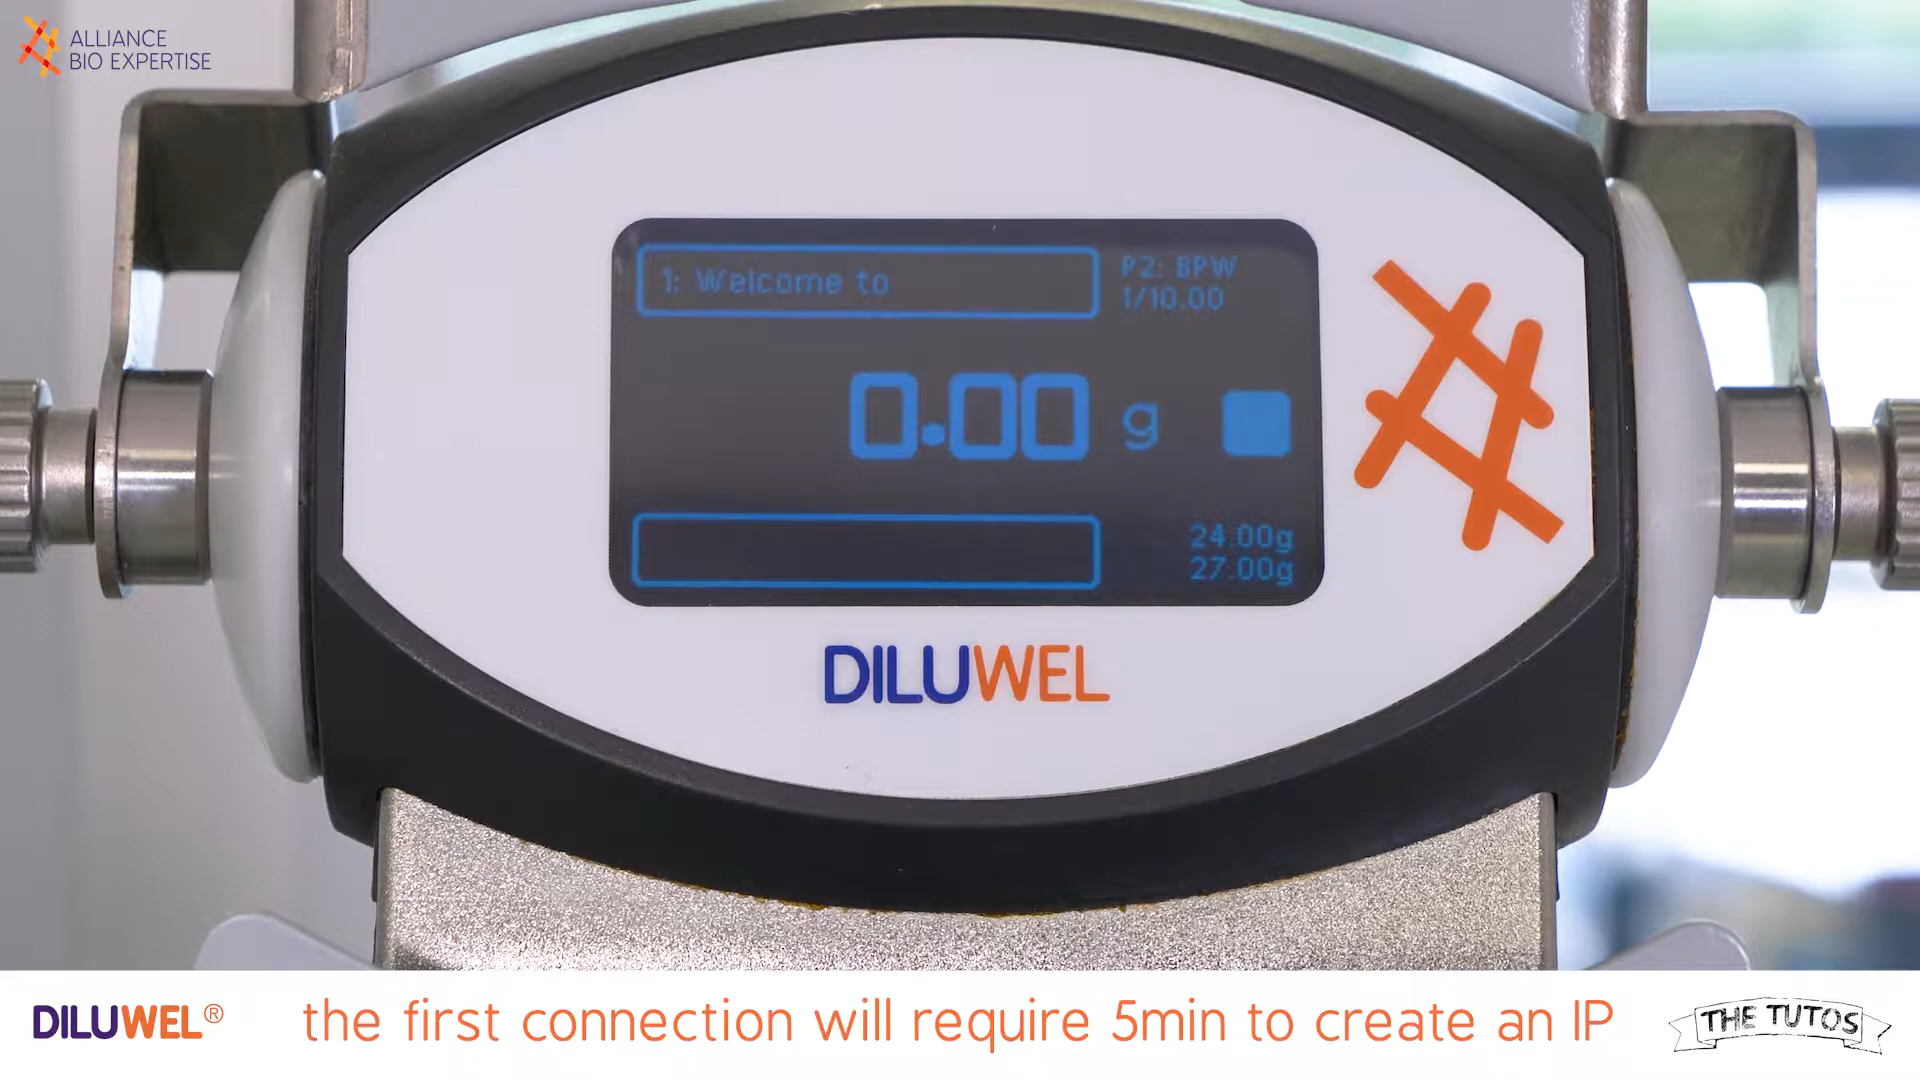 ALLIANCE
BIO EXPERTISE
1: Welcome to
P2: BPW
1/10.00
0.00 g
24.00g
27.00g
DILUWEL
DILUWEL®
the first connection will require 5min to create an IP
THE TUTOS